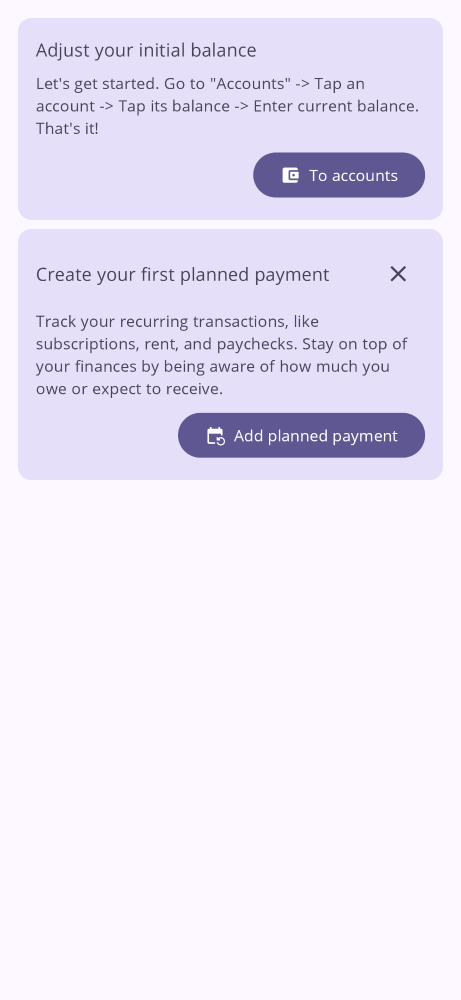 Adjust your initial balance
Let's get started. Go to "Accounts" -> Tap an
account -> Tap its balance -> Enter current balance.
That's it!
To accounts
Create your first planned payment
Track your recurring transactions, like
subscriptions, rent, and paychecks. Stay on top of
your finances by being aware of how much you
owe or expect to receive.
Add planned payment